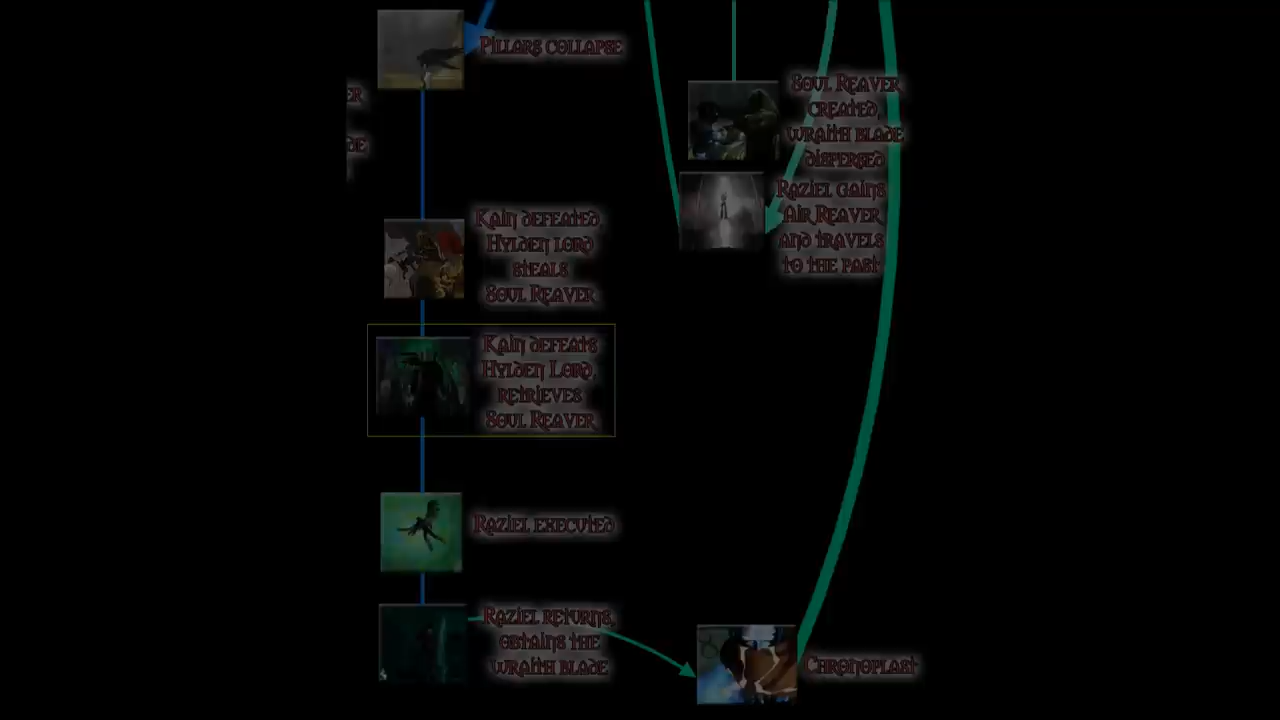 Pillars collapse
er
de
Kain defeated
Hylden lord
steals
Soul Reaver
Kain defeats
Hylden Lord,
retrieves
Soul Reaver
Raziel executed
Raziel returns,
obtains the
wraith blade
Soul Reaver
created,
wraith blade
dispersed
Raziel gains
Air Reaver
and travels
to the past
Chronoplast